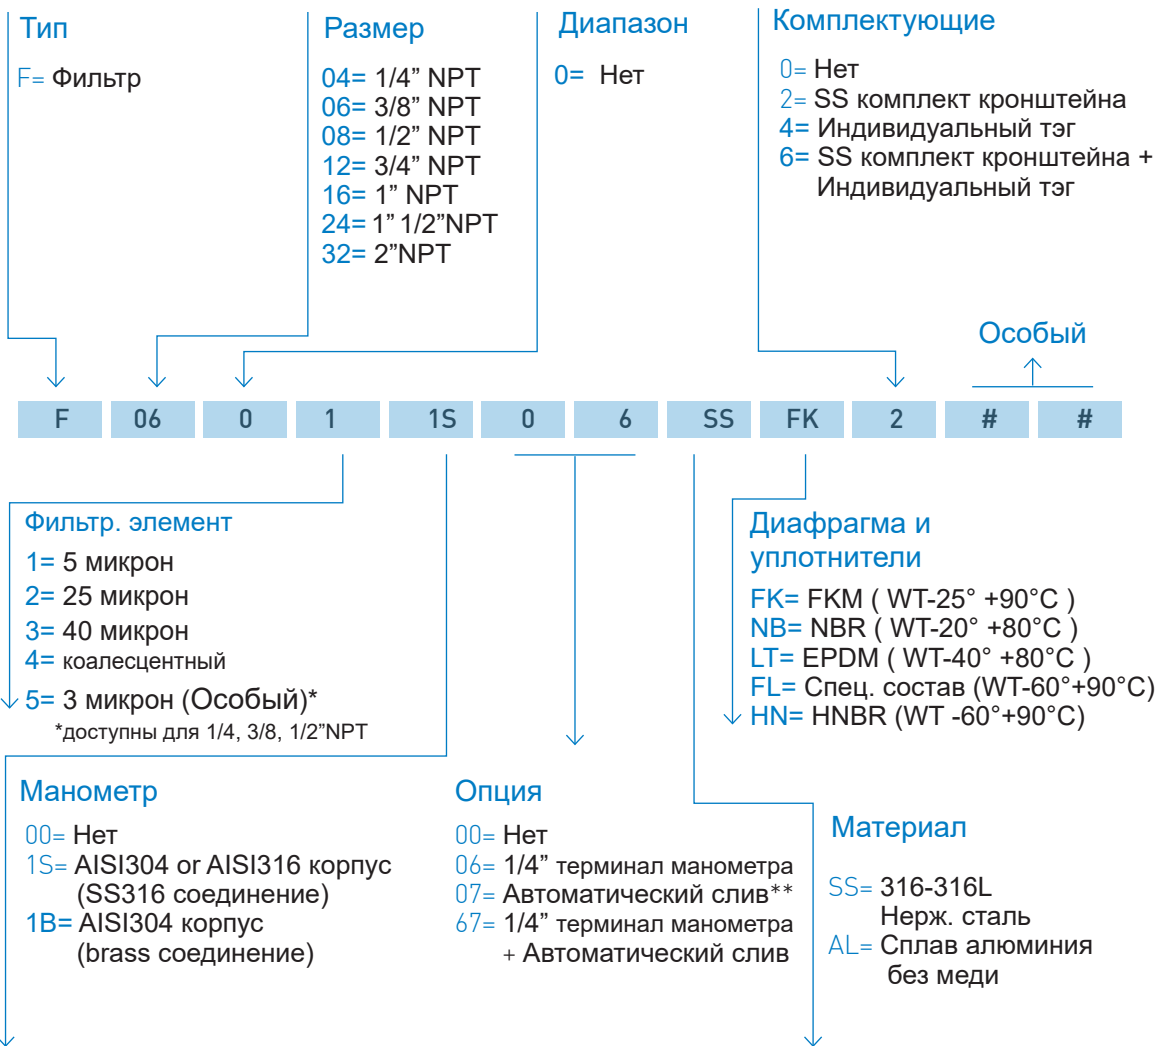 Тип
F= Фильтр
Размер
04= 1/4” NPT
06= 3/8” NPT
08= 1/2” NPT
12= 3/4” NPT
16= 1” NPT
24= 1” 1/2”NPT
32= 2”NPT
Диапазон
0= Нет
Комплектующие
0= Нет
2= SS комплект кронштейна
4= Индивидуальный тэг
6= SS комплект кронштейна +
Индивидуальный тэг
Особый
F 06 0 1 1S 0 6 SS FK 2 # #
Фильтр. элемент
1= 5 микрон
2= 25 микрон
3= 40 микрон
4= коалесцентный
5= 3 микрон (Особый)*
*доступны для 1/4, 3/8, 1/2”NPT
Диафрагма и
уплотнители
FK= FKM ( WT-25° +90°C )
NB= NBR ( WT-20° +80°C )
LT= EPDM ( WT-40° +80°C )
FL= Спец. состав (WT-60°+90°C)
HN= HNBR (WT -60°+90°C)
Манометр
00= Нет
1S= AISI304 or AISI316 корпус
(SS316 соединение)
1B= AISI304 корпус
(brass соединение)
Опция
00= Нет
06= 1/4” терминал манометра
07= Автоматический слив**
67= 1/4” терминал манометра
+ Автоматический слив
Материал
SS= 316-316L
Нерж. сталь
AL= Сплав алюминия
без меди